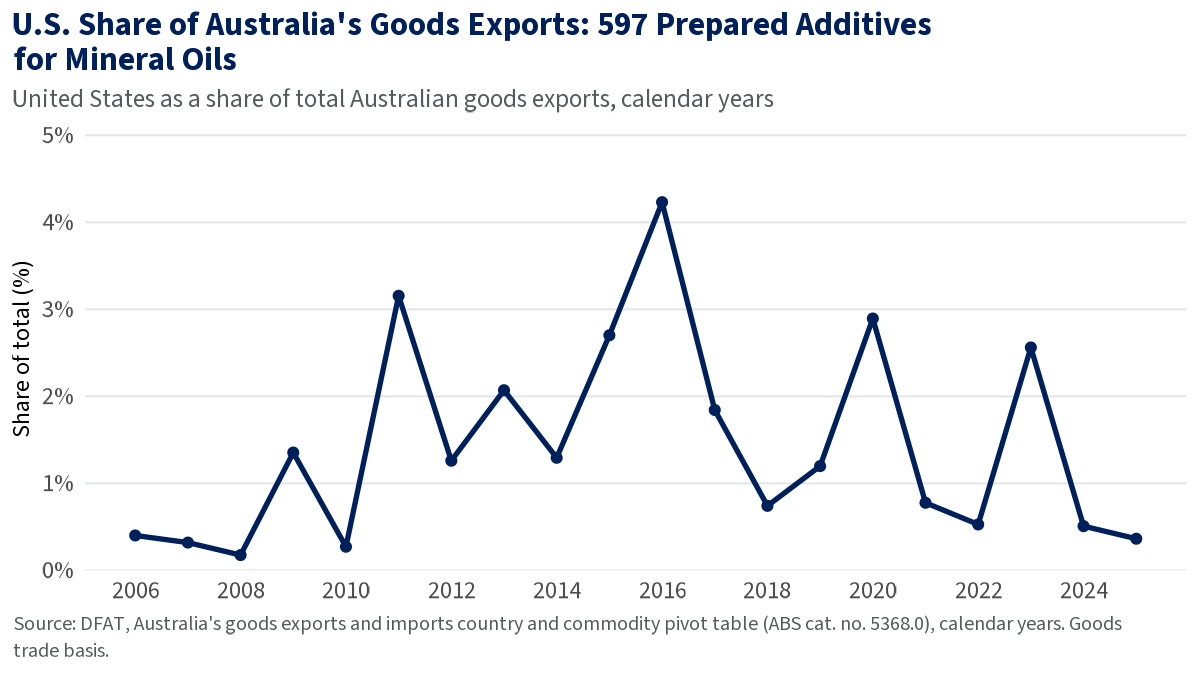 U.S. Share of Australia's Goods Exports: 597 Prepared Additives
for Mineral Oils
United States as a share of total Australian goods exports, calendar years
Share of total (%)
5%
4%
3%
2%
1%
0%
2006 2008 2010 2012 2014 2016 2018 2020 2022 2024
Source: DFAT, Australia's goods exports and imports country and commodity pivot table (ABS cat. no. 5368.0), calendar years. Goods
trade basis.